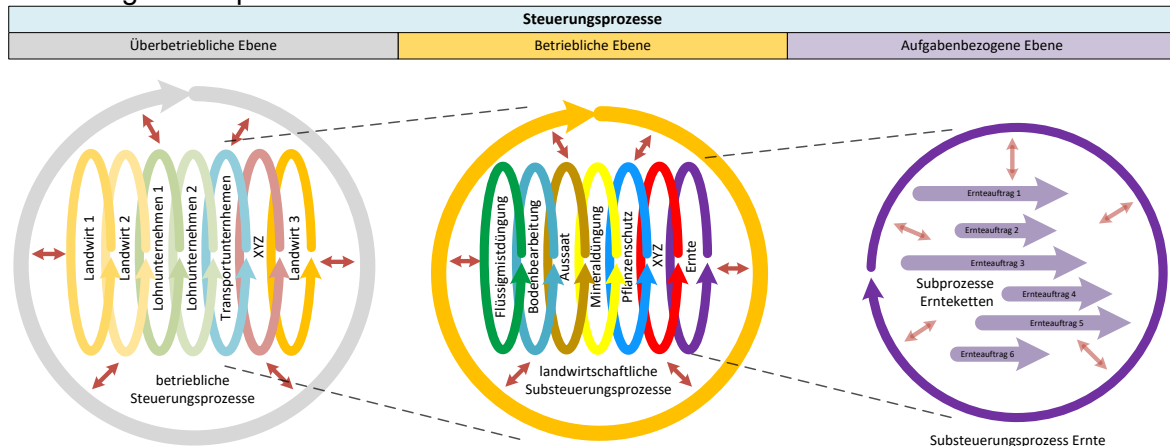 Steuerungsprozesse
Überbetriebliche Ebene
Betriebliche Ebene
Aufgabenbezogene Ebene
Landwirt 1
Landwirt 2
Lohnunternehmen 1
Lohnunternehmen 2
Transportunternhemen
XYZ
Landwirt 3
betriebliche
Steuerungsprozesse
Flüssigmistdüngung
Bodenbearbeitung
Aussaat
Mineraldüngung
Pflanzenschutz
XYZ
Ernte
landwirtschaftliche
Substeuerungsprozesse
Ernteauftrag 1
Ernteauftrag 2
Ernteauftrag 3
Subprozesse
Ernteketten
Ernteauftrag 4
Ernteauftrag 5
Ernteauftrag 6
Substeuerungsprozess Ernte